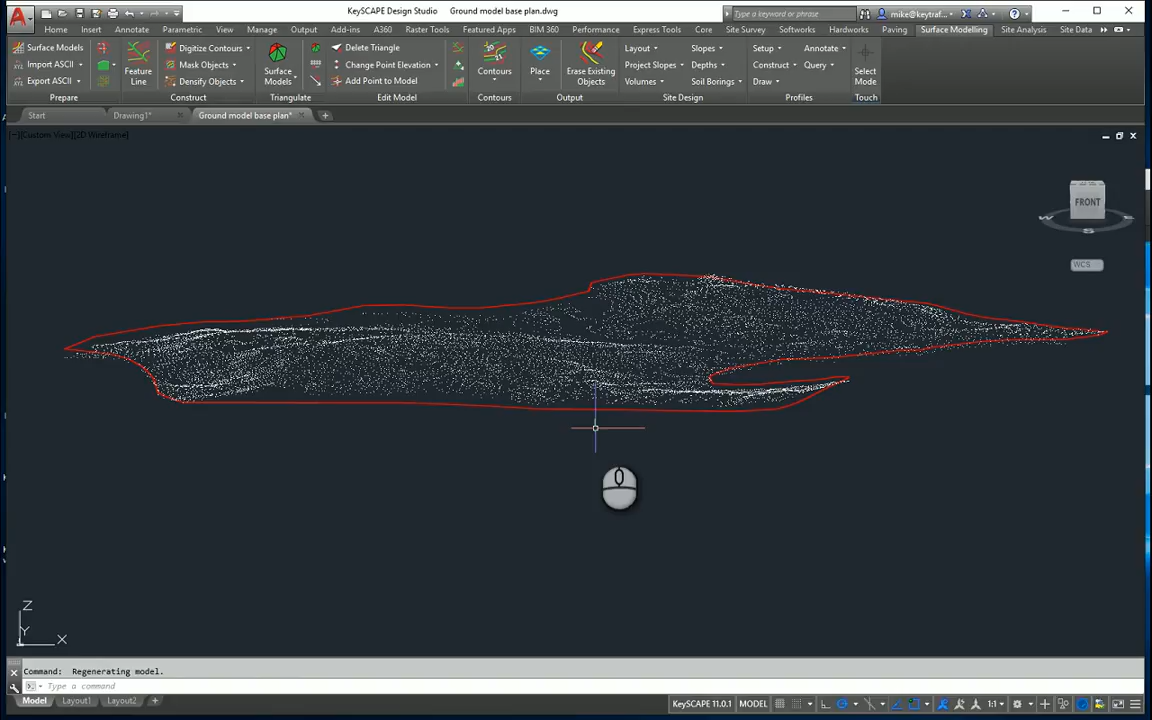 KeySCAPE Design Studio Ground model base plan.dwg
Type a keyword or phrase
mike@keytraf...
Home Insert Annotate Parametric View Manage Output Add-ins A360 Raster Tools Featured Apps BIM 360 Performance Express Tools Core Site Survey Softworks Hardworks Paving Surface Modelling Site Analysis Site Data
Surface Models
Import ASCII
Export ASCII
Prepare
Feature Line
Digitize Contours
Mask Objects
Densify Objects
Construct
Surface Models
Triangulate
Delete Triangle
Change Point Elevation
Add Point to Model
Edit Model
Contours
Contours
Place
Erase Existing Objects
Output
Layout
Project Slopes
Volumes
Slopes
Depths
Soil Borings
Site Design
Setup
Construct
Draw
Annotate
Query
Profiles
Select Mode
Touch
Start Drawing1* Ground model base plan*
[−][Custom View][2D Wireframe]
FRONT
W S E
WCS
Z
Y
X
Command: Regenerating model.
Type a command
Model Layout1 Layout2
KeySCAPE 11.0.1 MODEL 1:1